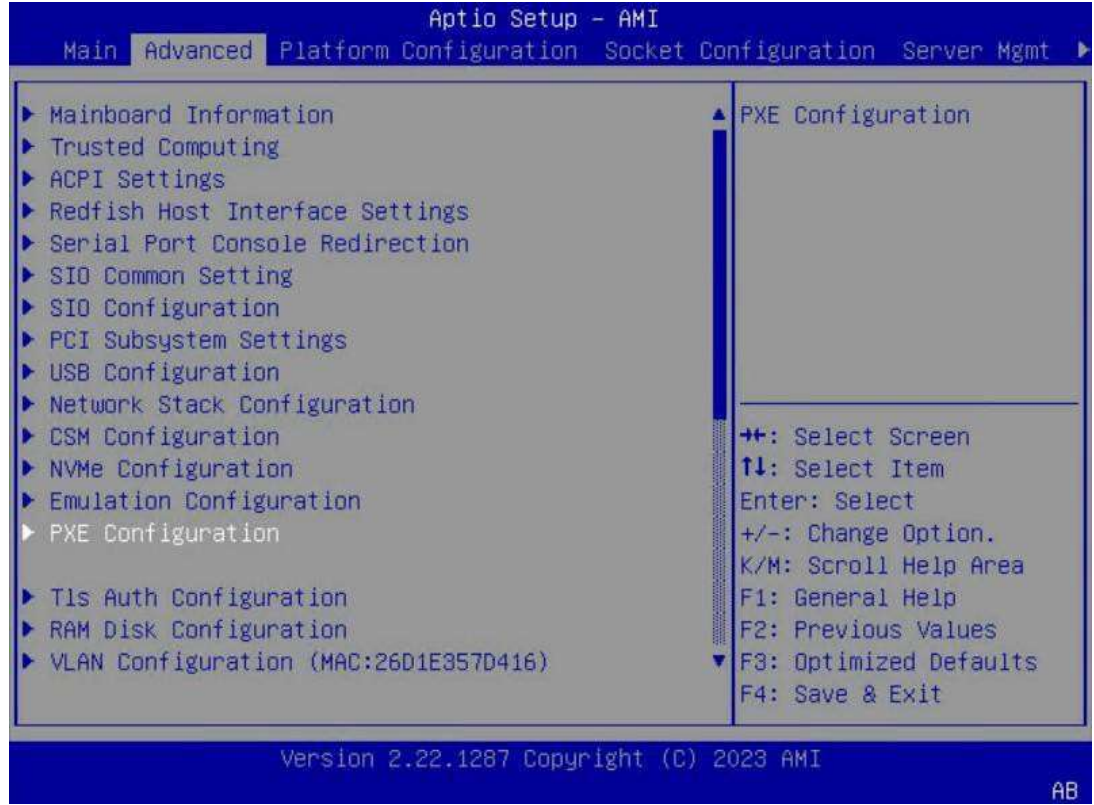 Aptio Setup – AMI
Main Advanced Platform Configuration Socket Configuration Server Mgmt ▶
▶ Mainboard Information
▶ Trusted Computing
▶ ACPI Settings
▶ Redfish Host Interface Settings
▶ Serial Port Console Redirection
▶ SIO Common Setting
▶ SIO Configuration
▶ PCI Subsystem Settings
▶ USB Configuration
▶ Network Stack Configuration
▶ CSM Configuration
▶ NVMe Configuration
▶ Emulation Configuration
▶ PXE Configuration
▶ Tls Auth Configuration
▶ RAM Disk Configuration
▶ VLAN Configuration (MAC:26D1E357D416)
PXE Configuration
→←: Select Screen
↑↓: Select Item
Enter: Select
+/-: Change Option.
K/M: Scroll Help Area
F1: General Help
F2: Previous Values
F3: Optimized Defaults
F4: Save & Exit
Version 2.22.1287 Copyright (C) 2023 AMI
AB